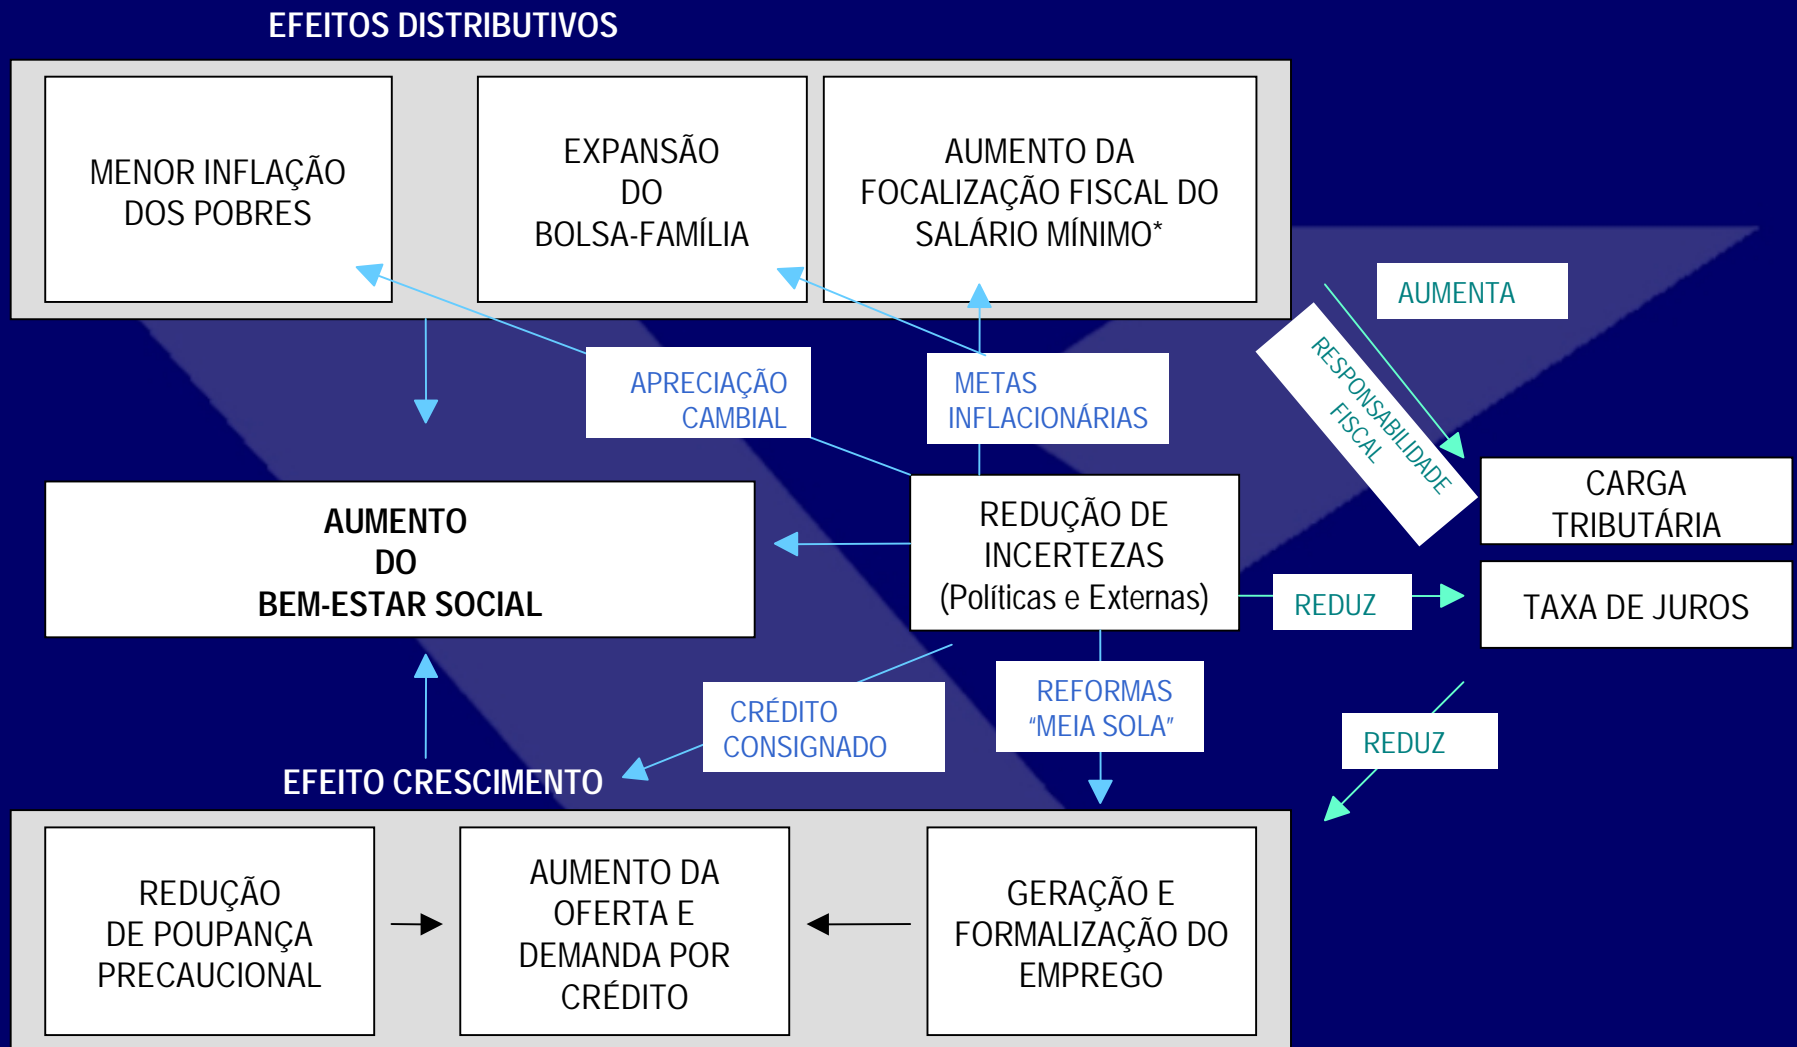 EFEITOS DISTRIBUTIVOS
MENOR INFLAÇÃO
DOS POBRES
EXPANSÃO
DO
BOLSA-FAMÍLIA
AUMENTO DA
FOCALIZAÇÃO FISCAL DO
SALÁRIO MÍNIMO*
AUMENTA
RESPONSABILIDADE
FISCAL
APRECIAÇÃO
CAMBIAL
METAS
INFLACIONÁRIAS
CARGA
TRIBUTÁRIA
AUMENTO
DO
BEM-ESTAR SOCIAL
REDUÇÃO DE
INCERTEZAS
(Políticas e Externas)
REDUZ
TAXA DE JUROS
CRÉDITO
CONSIGNADO
REFORMAS
“MEIA SOLA”
REDUZ
EFEITO CRESCIMENTO
REDUÇÃO
DE POUPANÇA
PRECAUCIONAL
AUMENTO DA
OFERTA E
DEMANDA POR
CRÉDITO
GERAÇÃO E
FORMALIZAÇÃO DO
EMPREGO